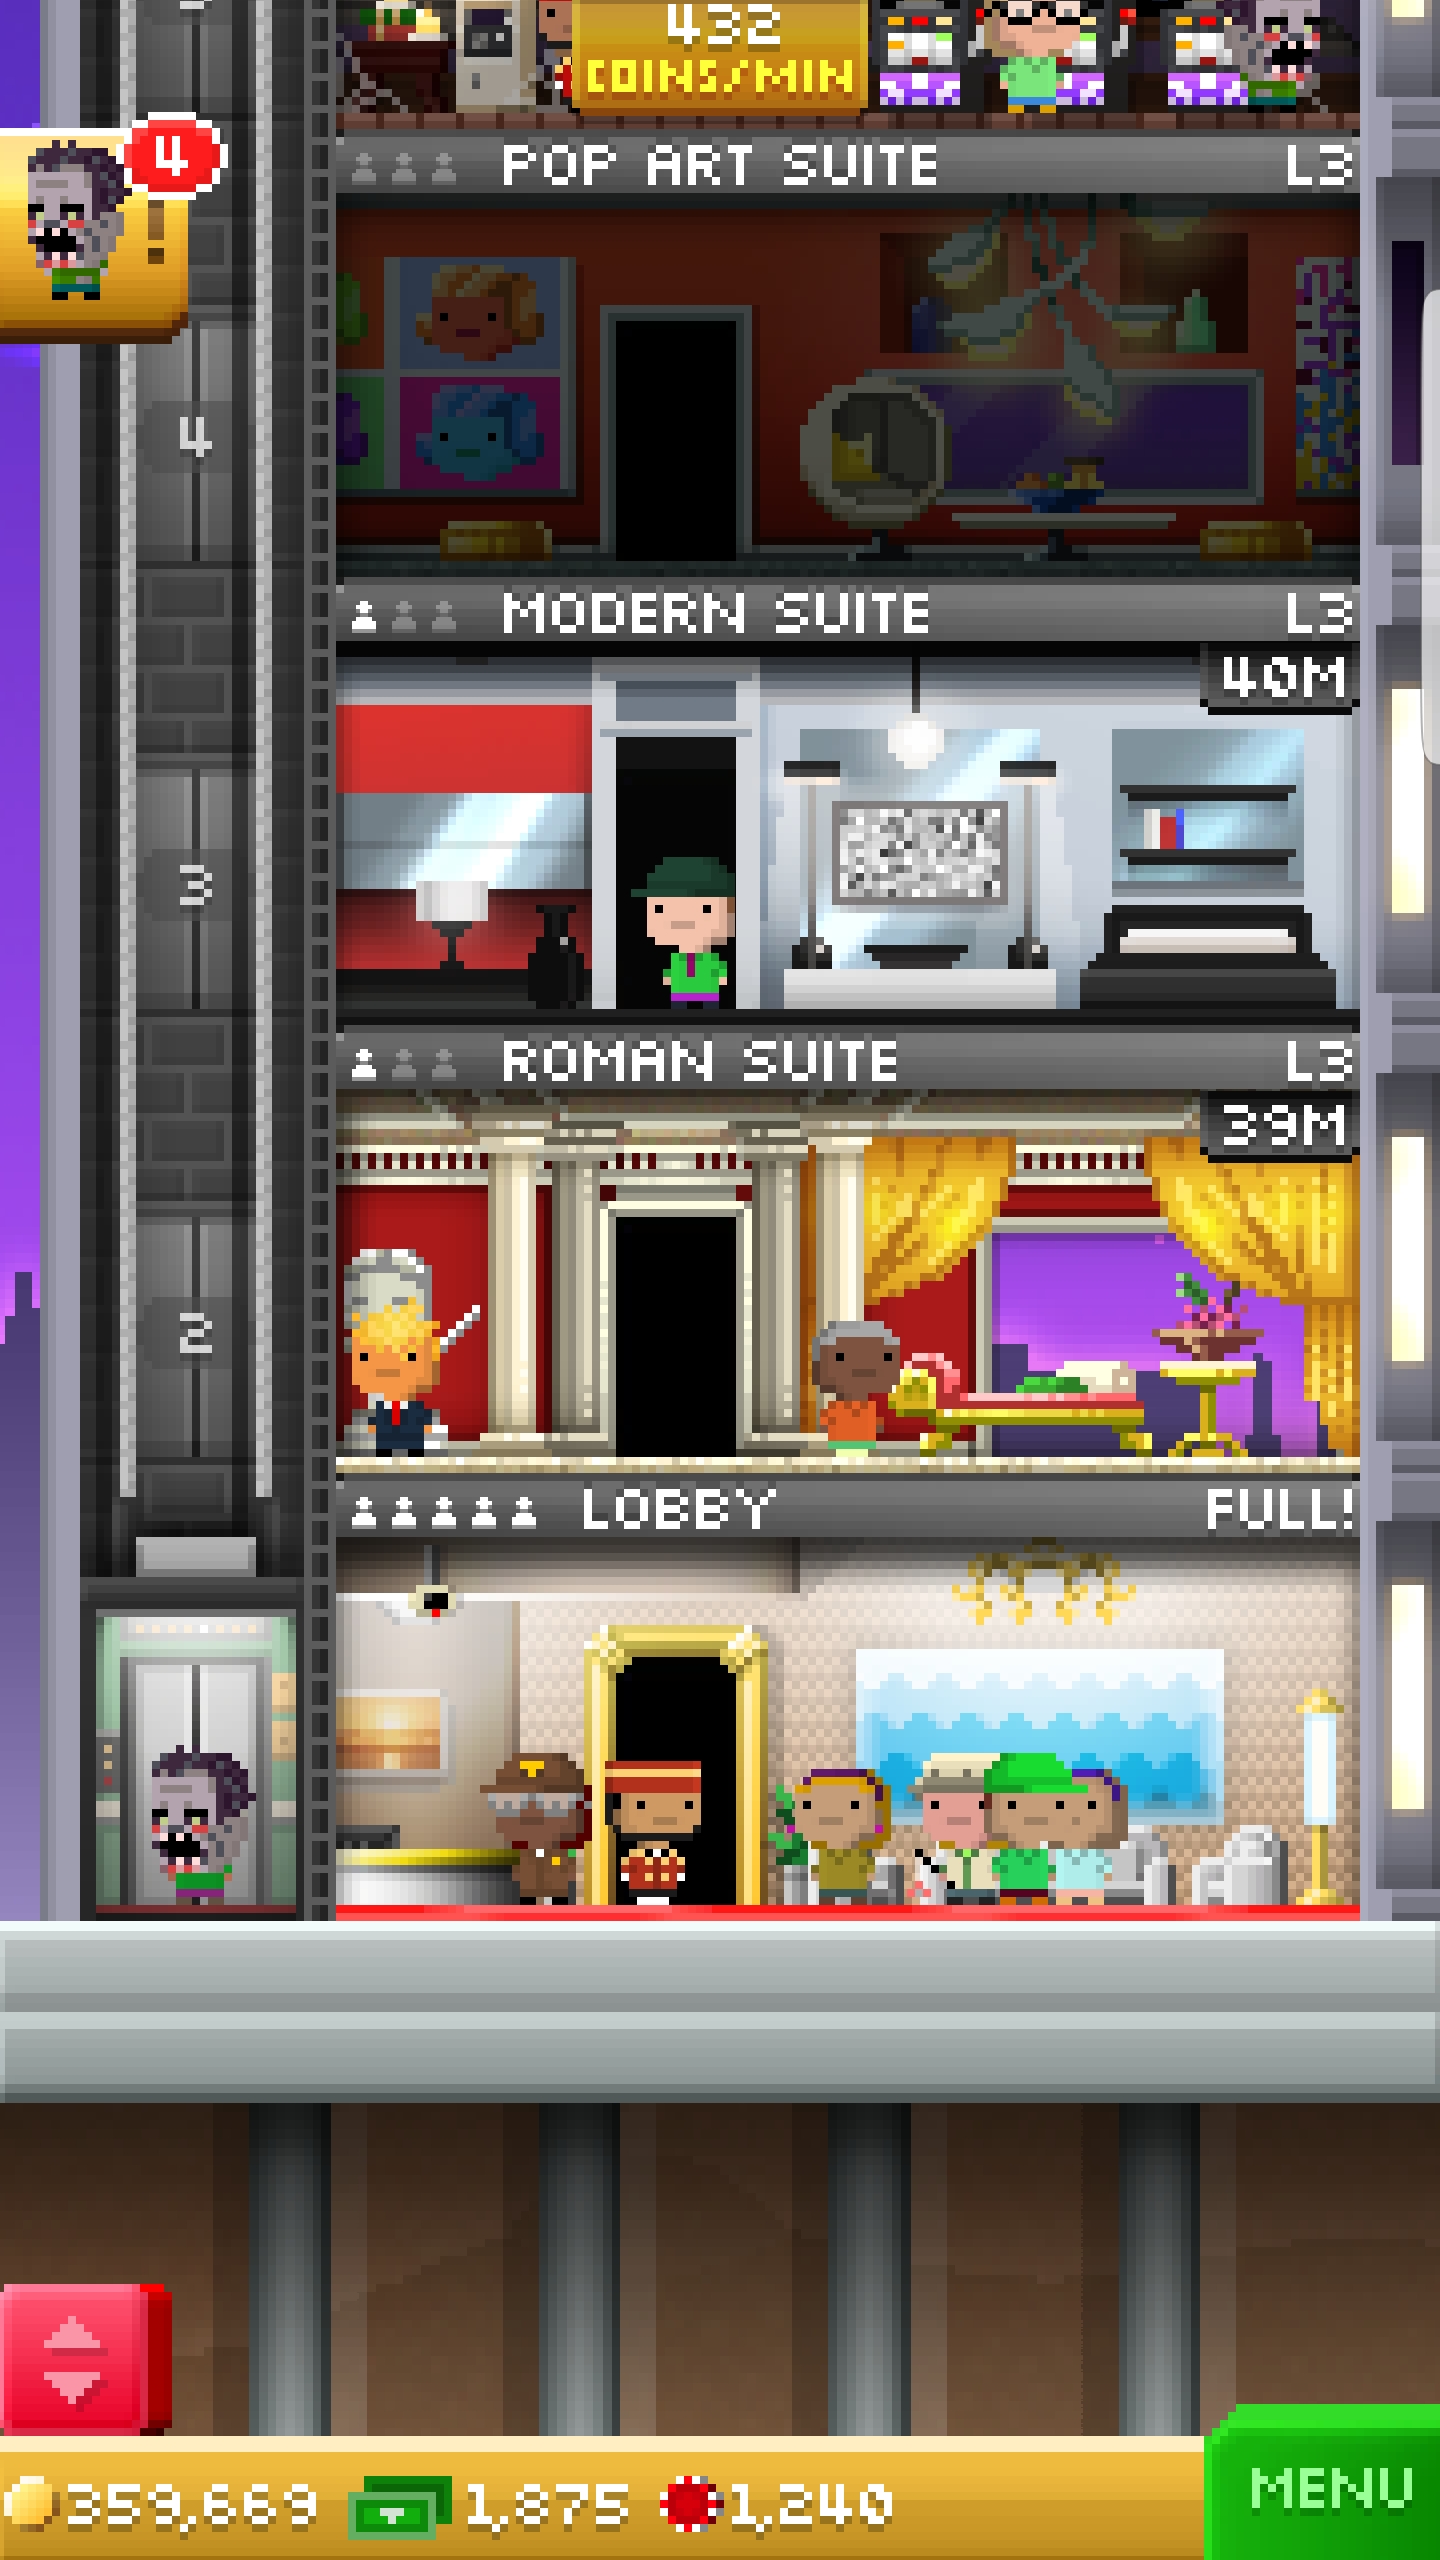 432
COINS/MIN
4
!
POP ART SUITE L3
4
MODERN SUITE L3
40M
3
ROMAN SUITE L3
39M
2
LOBBY FULL!
359,669 1,875 1,240
MENU